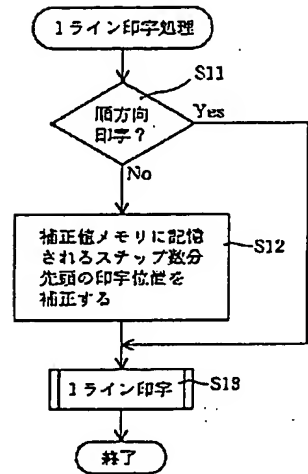 1ライン印字処理
S11
順方向
印字?
Yes
No
補正値メモリに記憶
されるステップ数分
先頭の印字位置を
補正する
S12
1ライン印字
S13
終了